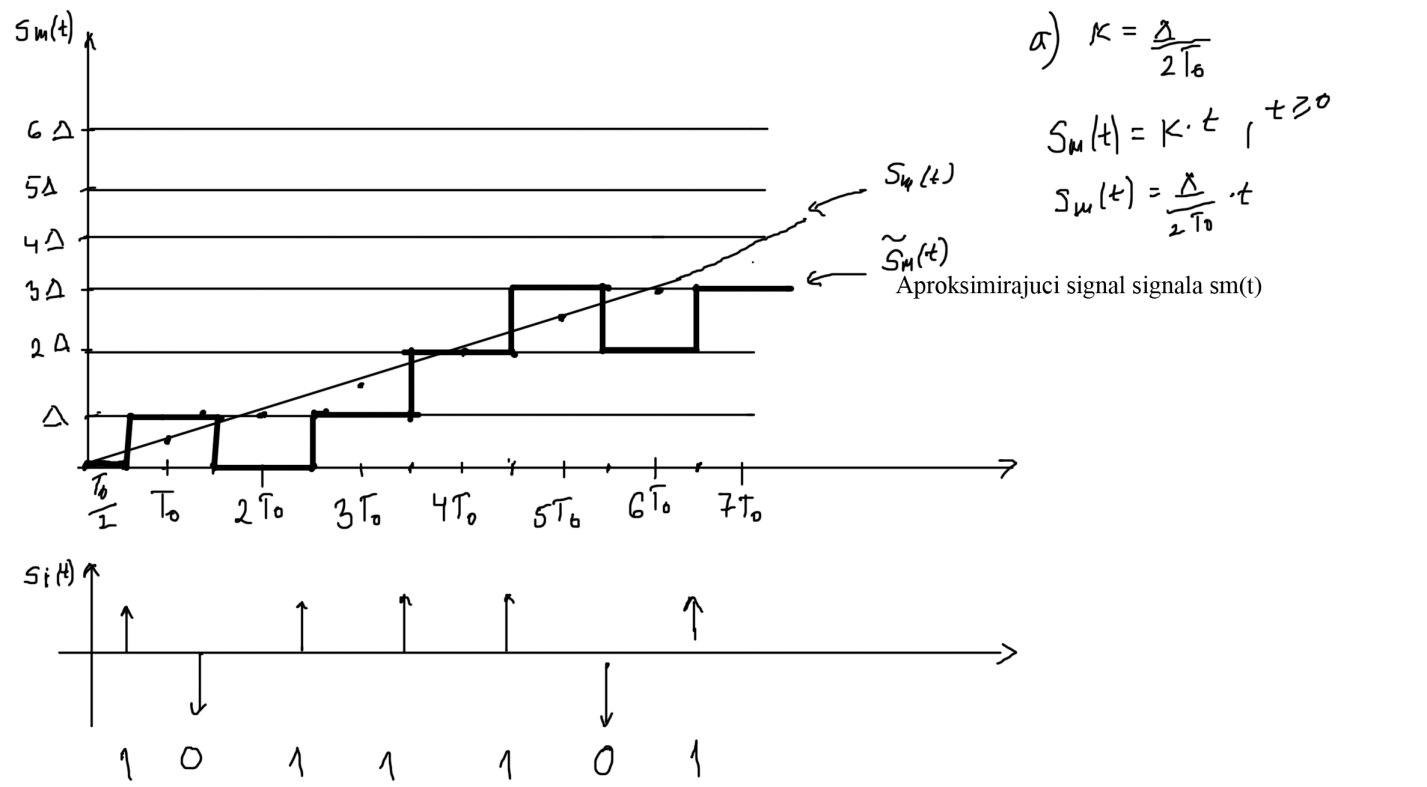 Sm(t)
6Δ
5Δ
4Δ
3Δ
2Δ
Δ
T₀/2 T₀ 2T₀ 3T₀ 4T₀ 5T₀ 6T₀ 7T₀
Sm(t)
S̃m(t)
Aproksimirajuci signal signala sm(t)
a) K = Δ/2T₀
Sm(t) = K·t , t≥0
Sm(t) = Δ/2T₀ ·t
Si(t)
1 0 1 1 1 0 1